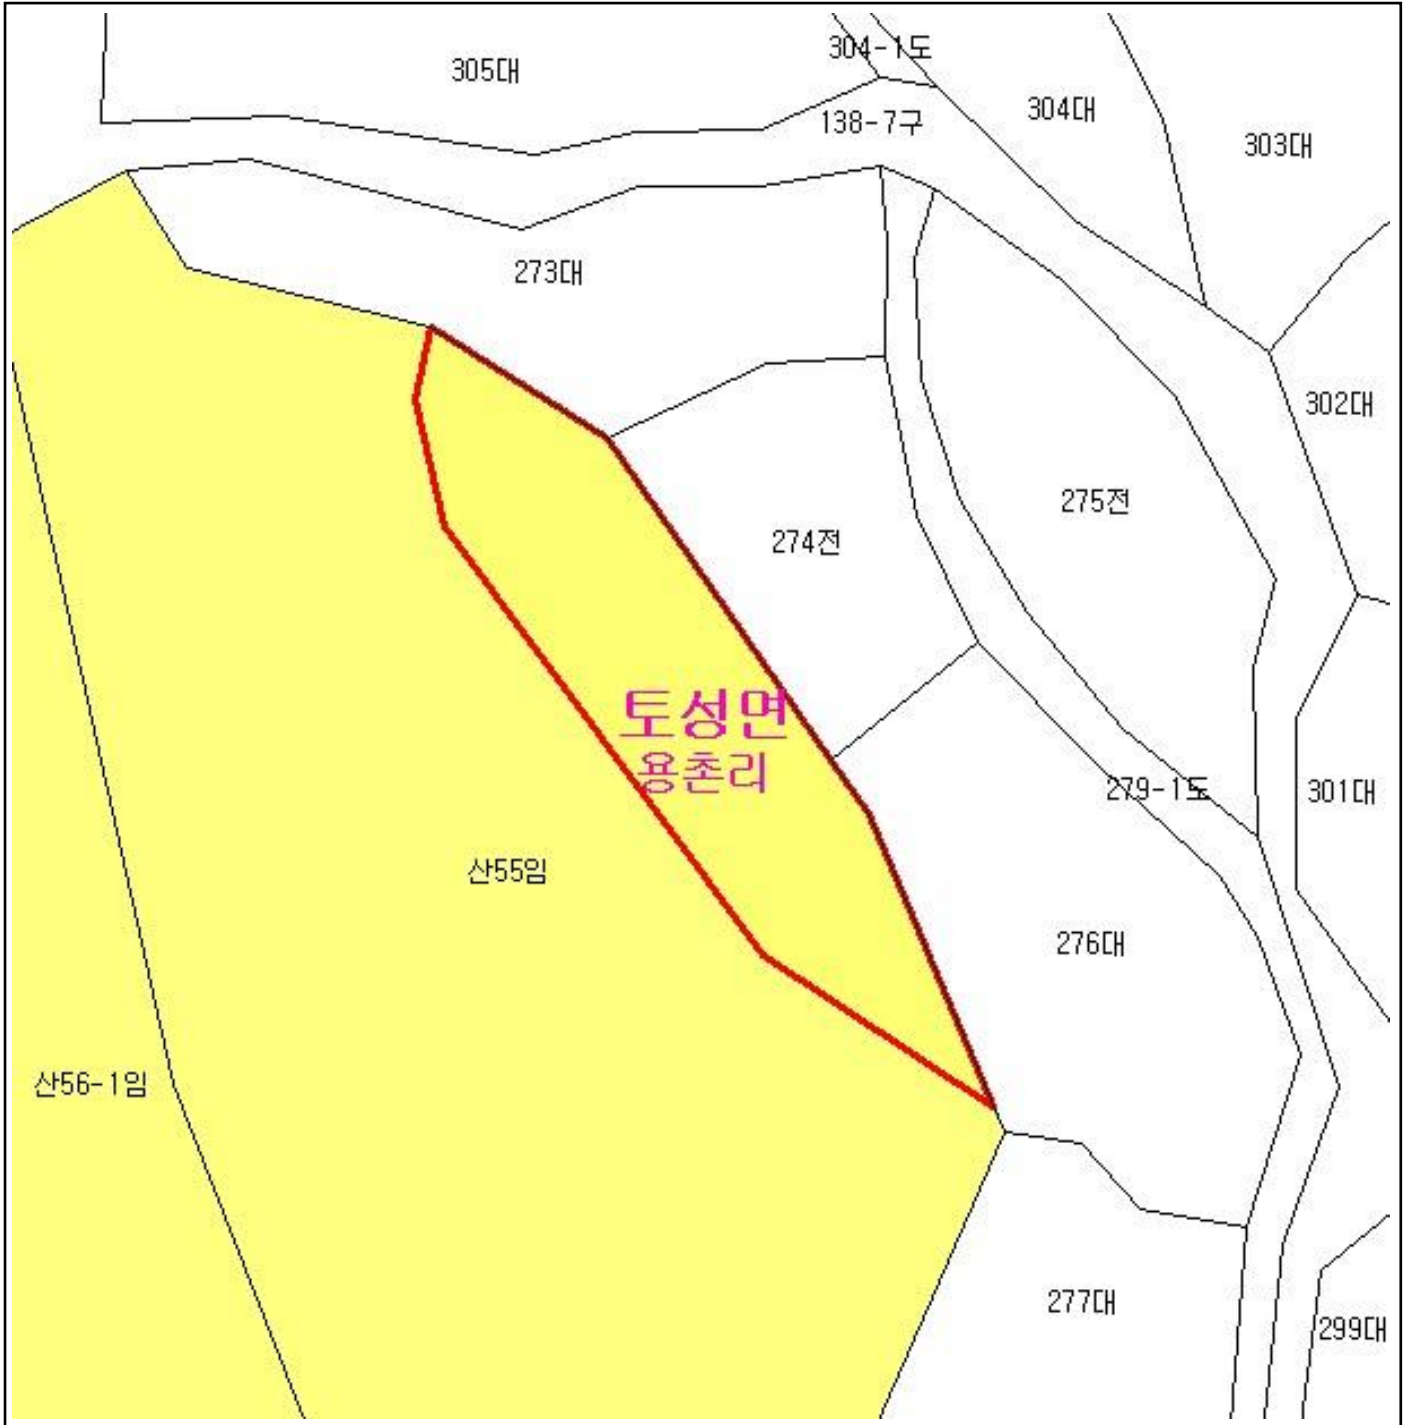 304-1도
305대
304대
138-7구
303대
273대
302대
275전
274전
토성면
용촌리
279-1도
301대
산55임
276대
산56-1임
277대
299대